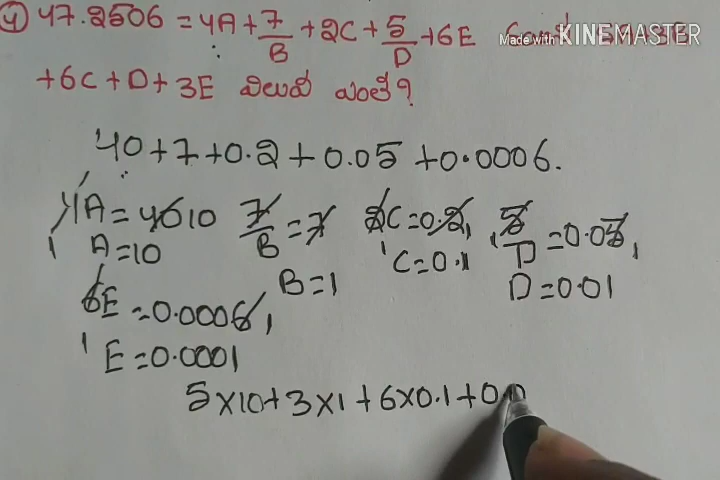 ④ 47.2506 = 4A + 7/B + 2C + 5/D + 6E
Made with KINEMASTER
+6C + D + 3E
40+7+0.2+0.05+0.0006.
4A = 40 10 7/B = 7 2C = 0.2, 5/D = 0.05,
A = 10 B = 1 C = 0.1 D = 0.01
6E = 0.0006,
E = 0.0001
5×10+3×1+6×0.1+0.0